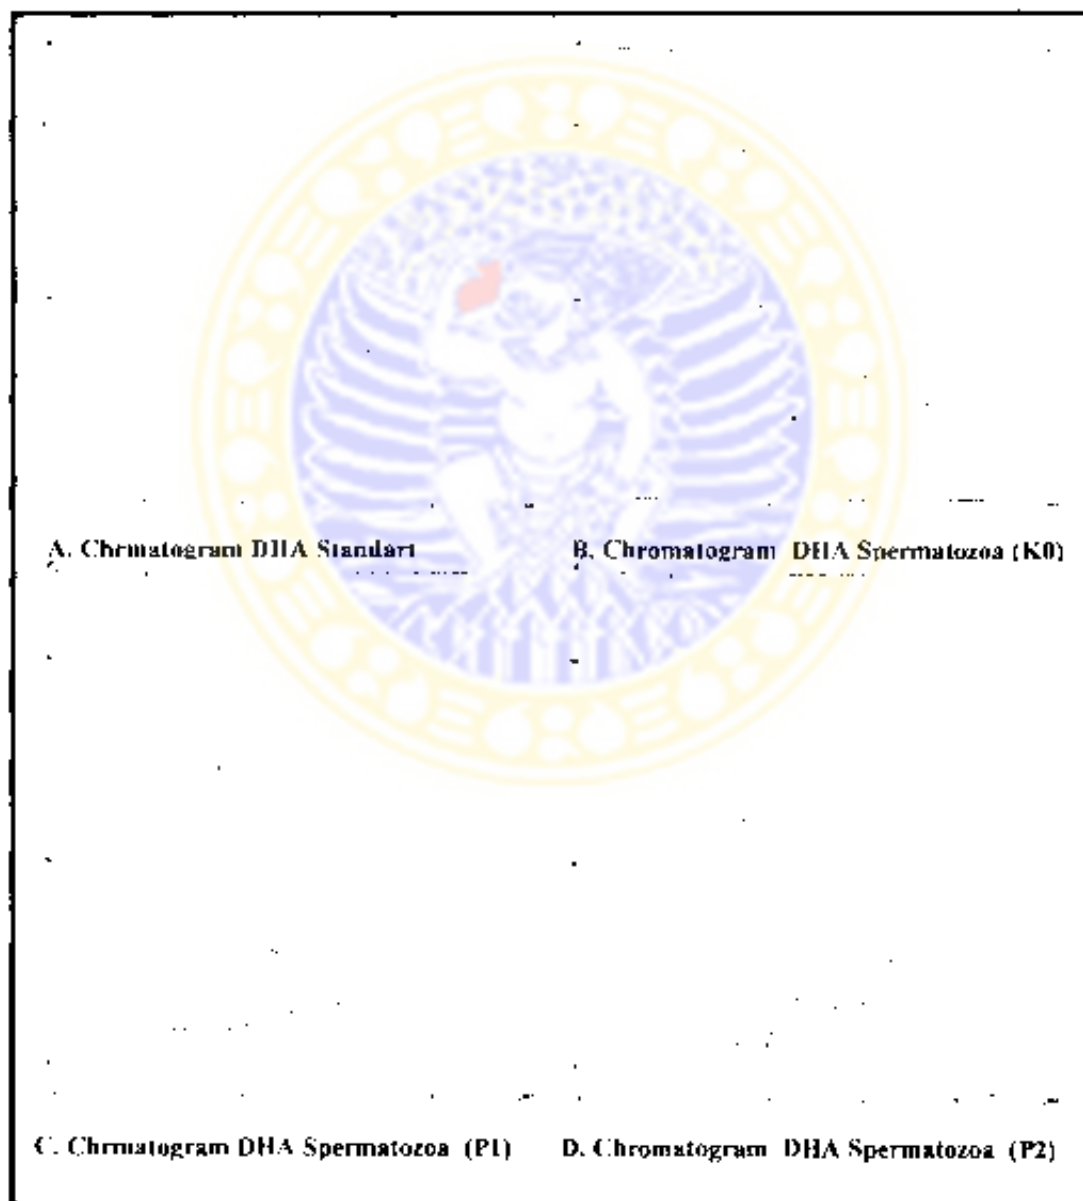 A. Chrmatogram DHA Standart
B. Chromatogram DHA Spermatozoa (K0)
C. Chrmatogram DHA Spermatozoa (P1)
D. Chromatogram DHA Spermatozoa (P2)